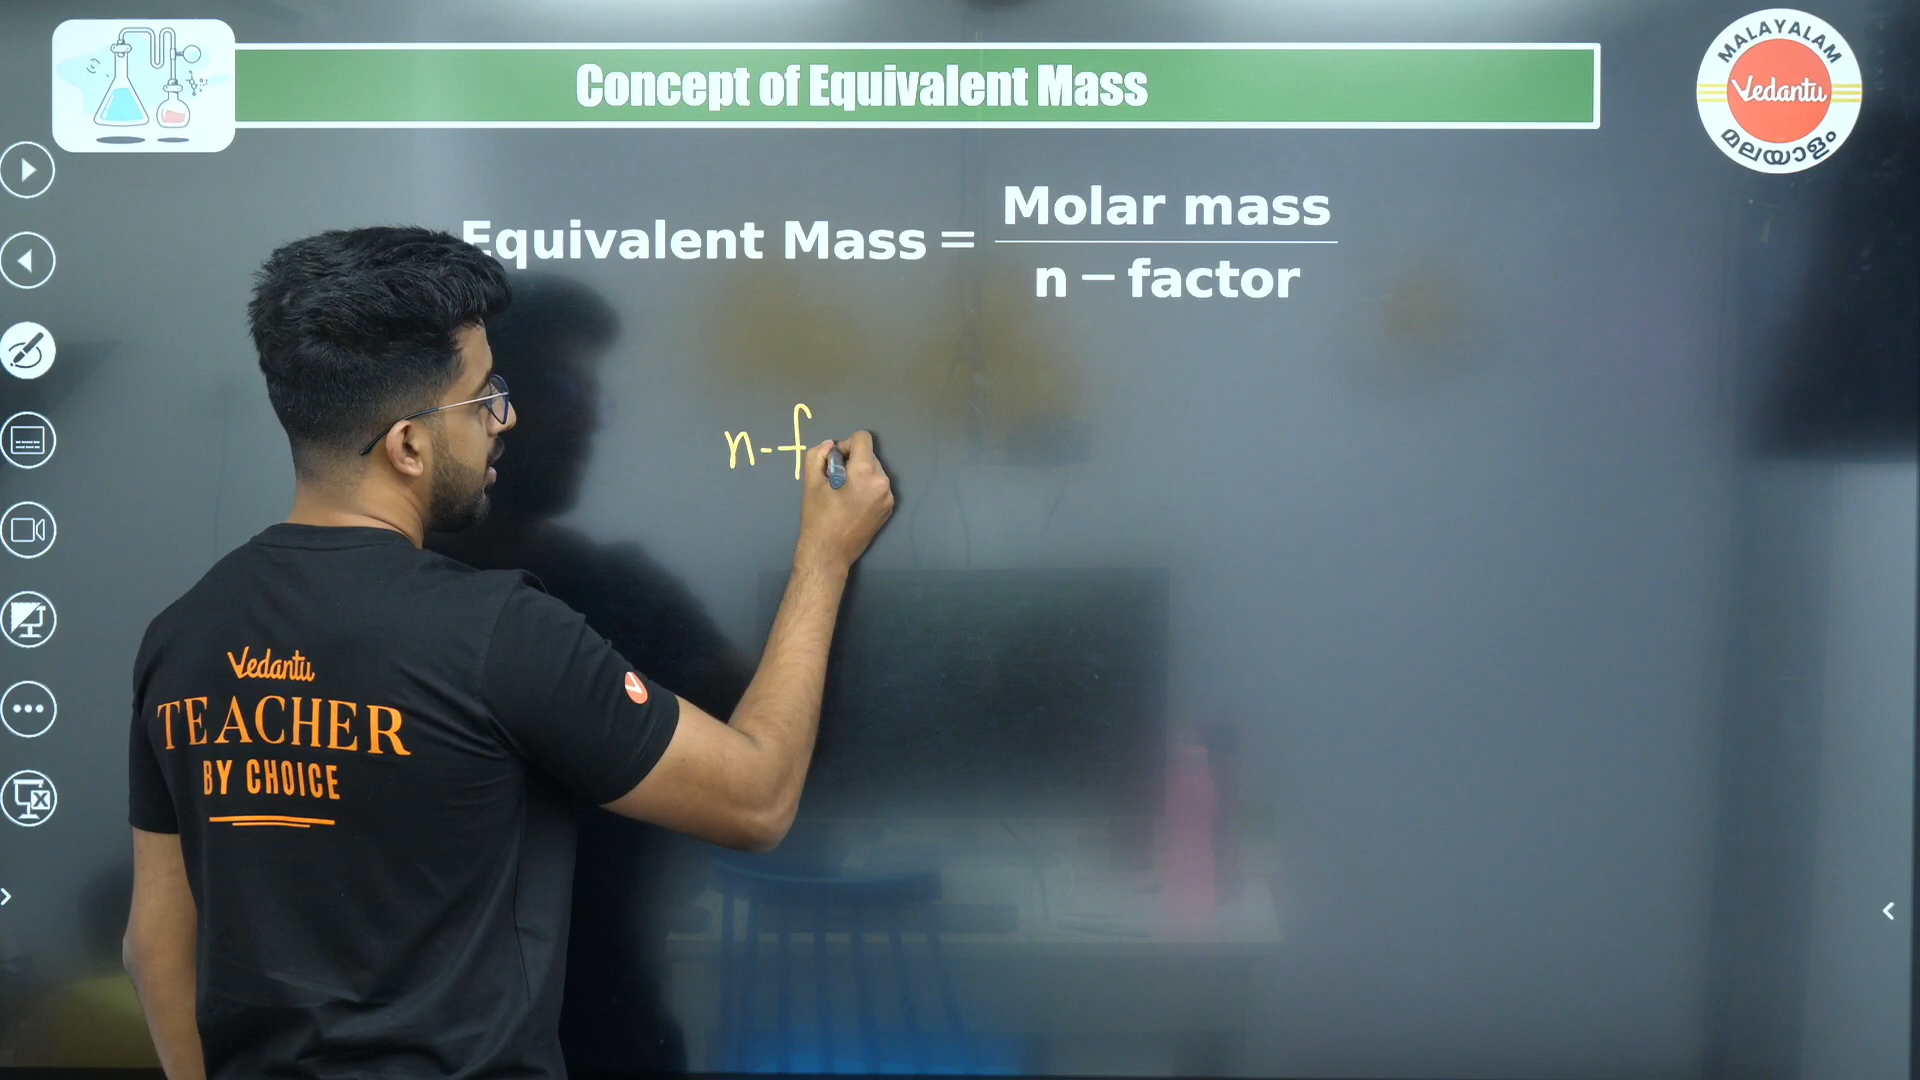 Concept of Equivalent Mass
MALAYALAM
Vedantu
മലയാളം
Equivalent Mass = Molar mass
n – factor
n-f
Vedantu
TEACHER
BY CHOICE